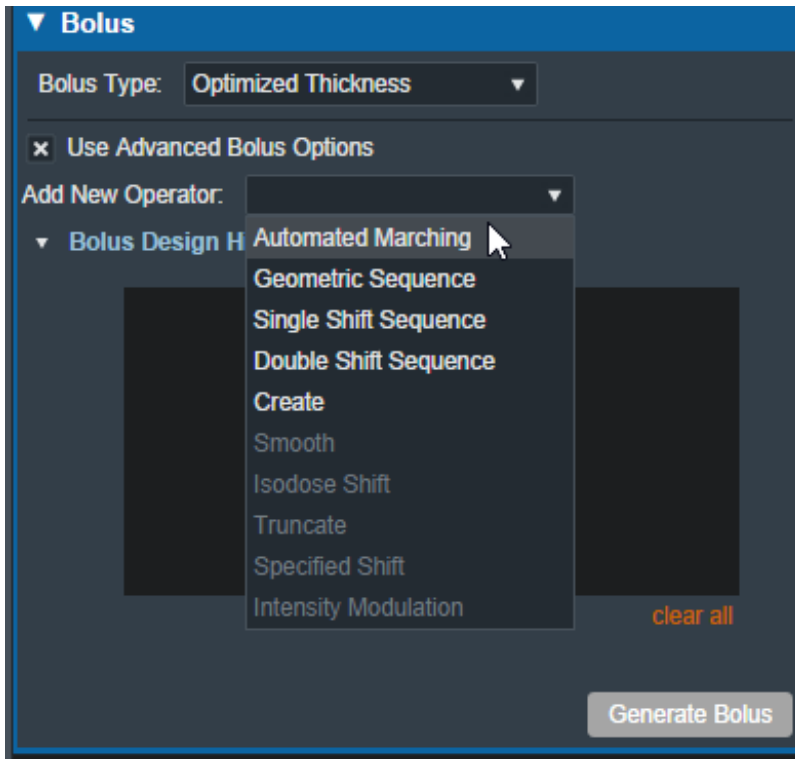 ▼ Bolus
Bolus Type: Optimized Thickness
Use Advanced Bolus Options
Add New Operator:
Bolus Design H
Automated Marching
Geometric Sequence
Single Shift Sequence
Double Shift Sequence
Create
Smooth
Isodose Shift
Truncate
Specified Shift
Intensity Modulation
clear all
Generate Bolus